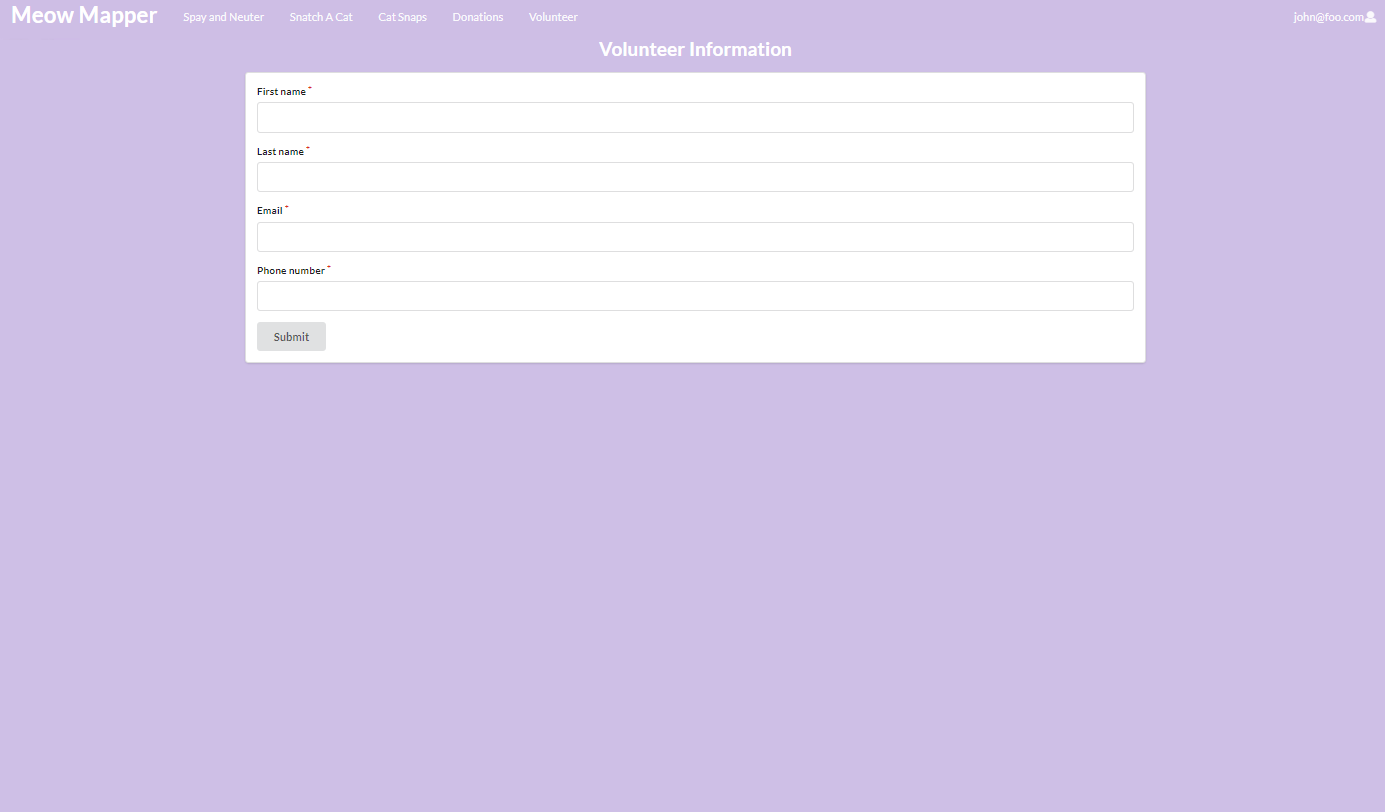 Meow Mapper Spay and Neuter Snatch A Cat Cat Snaps Donations Volunteer john@foo.com
Volunteer Information
First name *
Last name *
Email *
Phone number *
Submit